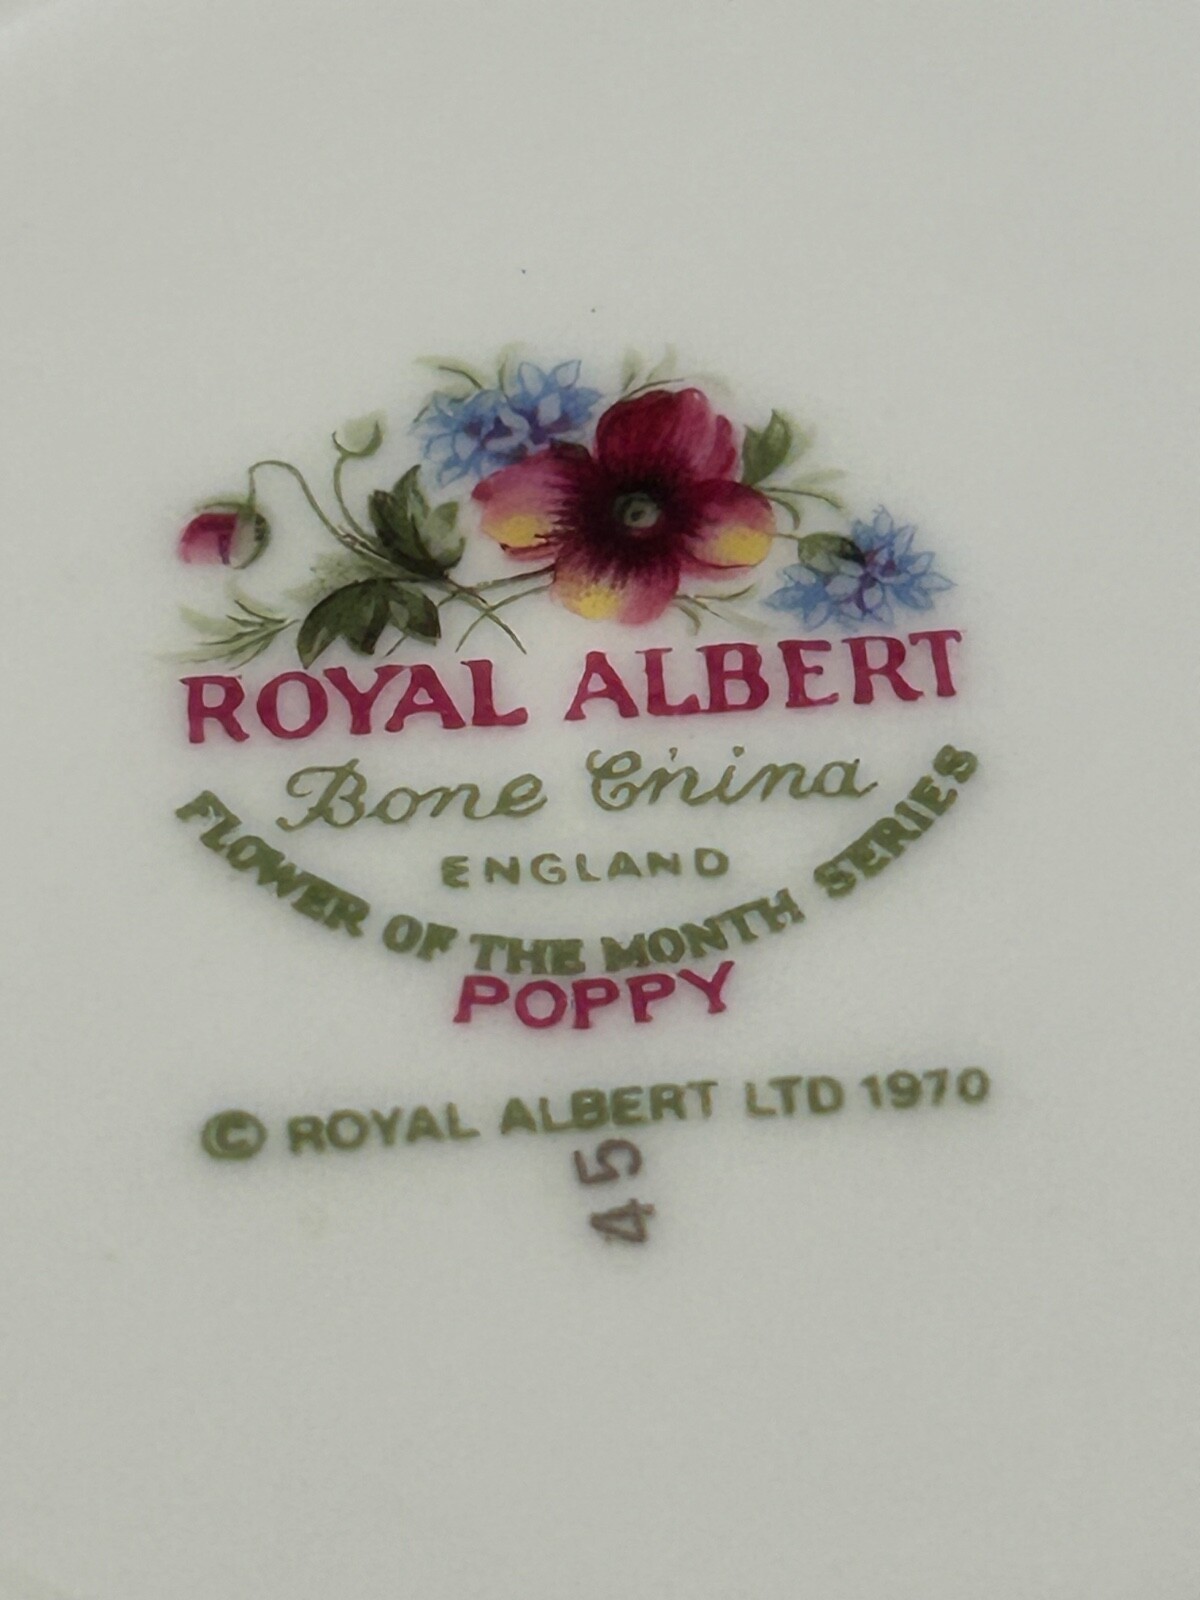 ROYAL ALBERT
Bone China
ENGLAND
FLOWER OF THE MONTH SERIES
POPPY
© ROYAL ALBERT LTD 1970
45